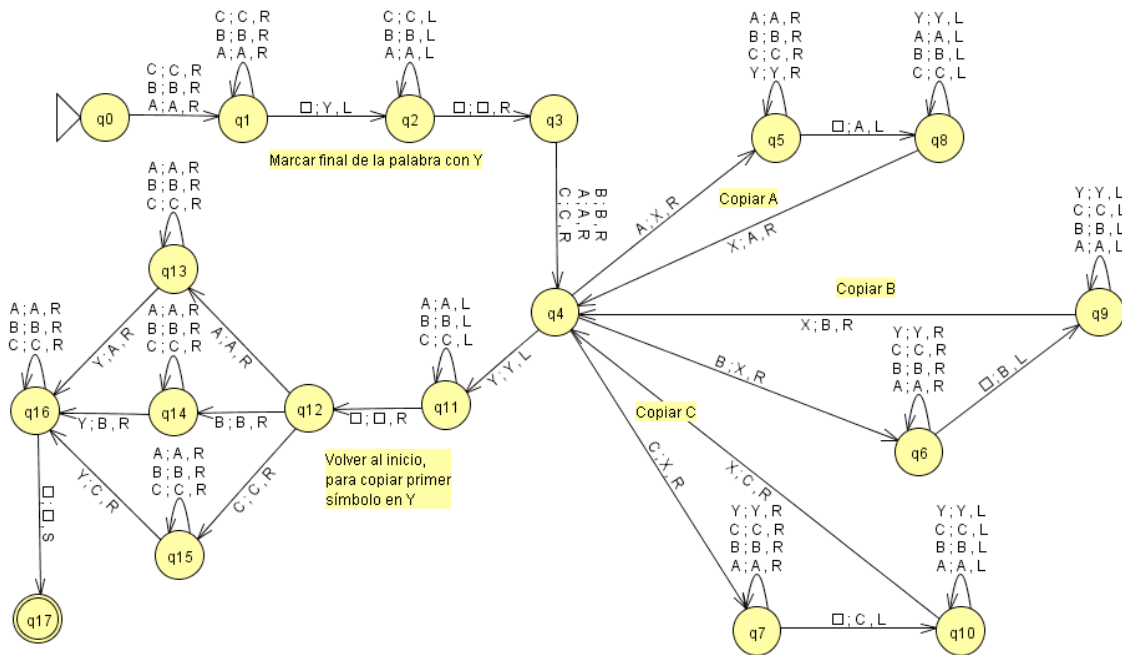 C ; C , R
B ; B , R
A ; A , R
q0
C ; C , R
B ; B , R
A ; A , R
q1
□ ; Y , L
C ; C , L
B ; B , L
A ; A , L
q2
□ ; □ , R
q3
Marcar final de la palabra con Y
B ; B , R
A ; A , R
C ; C , R
q4
A ; X , R
A ; A , R
B ; B , R
C ; C , R
Y ; Y , R
q5
□ ; A , L
Y ; Y , L
A ; A , L
B ; B , L
C ; C , L
q8
Copiar A
X ; A , R
Y ; Y , L
C ; C , L
B ; B , L
A ; A , L
q9
Copiar B
X ; B , R
B ; X , R
Y ; Y , R
C ; C , R
B ; B , R
A ; A , R
q6
□ ; B , L
Copiar C
C ; X , R
X ; C , R
Y ; Y , R
C ; C , R
B ; B , R
A ; A , R
q7
□ ; C , L
Y ; Y , L
C ; C , L
B ; B , L
A ; A , L
q10
Y ; Y , L
A ; A , L
B ; B , L
C ; C , L
q11
□ ; □ , R
q12
Volver al inicio,
para copiar primer
símbolo en Y
A ; A , R
B ; B , R
C ; C , R
A ; A , R
B ; B , R
C ; C , R
q13
Y ; A , R
A ; A , R
B ; B , R
C ; C , R
q14
Y ; B , R
A ; A , R
B ; B , R
C ; C , R
q15
Y ; C , R
A ; A , R
B ; B , R
C ; C , R
q16
□ ; □ , S
q17